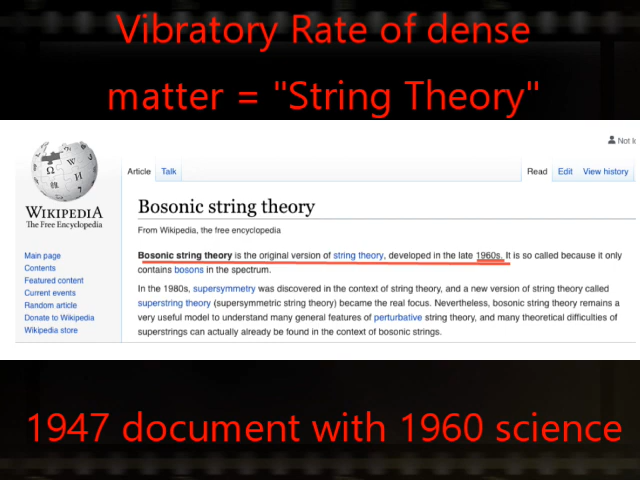 Vibratory Rate of dense
matter = "String Theory"
Not lo
Article Talk Read Edit View history
WIKIPEDIA
The Free Encyclopedia
Bosonic string theory
From Wikipedia, the free encyclopedia
Main page
Contents
Featured content
Current events
Random article
Donate to Wikipedia
Wikipedia store
Bosonic string theory is the original version of string theory, developed in the late 1960s. It is so called because it only
contains bosons in the spectrum.
In the 1980s, supersymmetry was discovered in the context of string theory, and a new version of string theory called
superstring theory (supersymmetric string theory) became the real focus. Nevertheless, bosonic string theory remains a
very useful model to understand many general features of perturbative string theory, and many theoretical difficulties of
superstrings can actually already be found in the context of bosonic strings.
1947 document with 1960 science